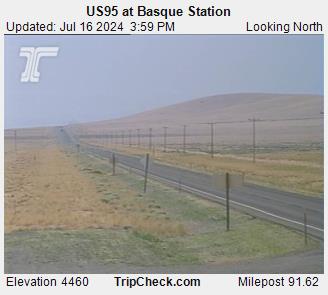 US95 at Basque Station
Updated: Jul 16 2024 3:59 PM Looking North
Elevation 4460 TripCheck.com Milepost 91.62